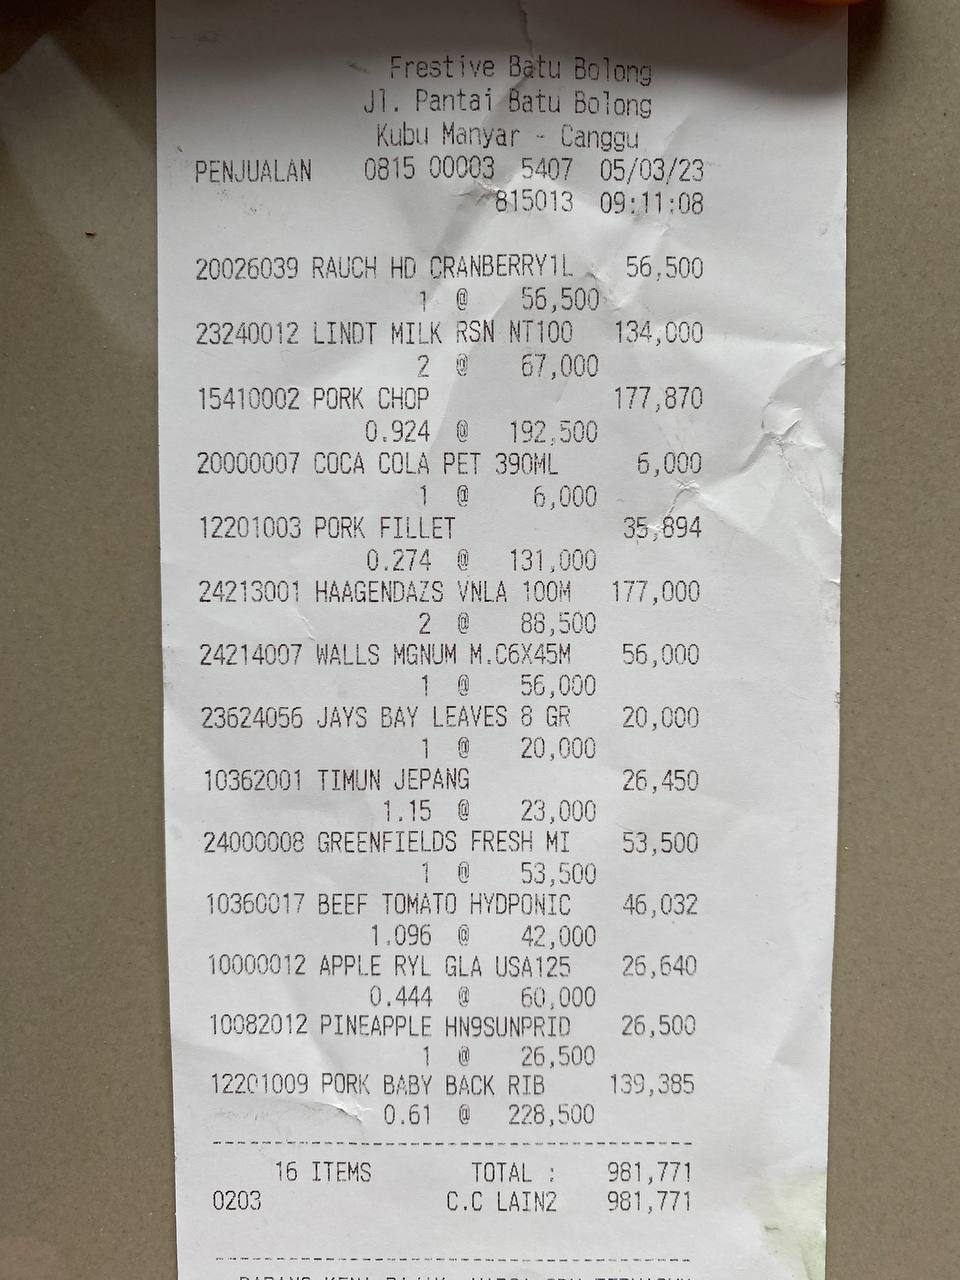 Frestive Batu Bolong
Jl. Pantai Batu Bolong
Kubu Manyar - Canggu
PENJUALAN 0815 00003 5407 05/03/23
815013 09:11:08
20026039 RAUCH HD CRANBERRY1L 56,500
1 @ 56,500
23240012 LINDT MILK RSN NT100 134,000
2 @ 67,000
15410002 PORK CHOP 177,870
0.924 @ 192,500
20000007 COCA COLA PET 390ML 6,000
1 @ 6,000
12201003 PORK FILLET 35,894
0.274 @ 131,000
24213001 HAAGENDAZS VNLA 100M 177,000
2 @ 88,500
24214007 WALLS MGNUM M.C6X45M 56,000
1 @ 56,000
23624056 JAYS BAY LEAVES 8 GR 20,000
1 @ 20,000
10362001 TIMUN JEPANG 26,450
1.15 @ 23,000
24000008 GREENFIELDS FRESH MI 53,500
1 @ 53,500
10360017 BEEF TOMATO HYDPONIC 46,032
1.096 @ 42,000
10000012 APPLE RYL GLA USA125 26,640
0.444 @ 60,000
10082012 PINEAPPLE HN9SUNPRID 26,500
1 @ 26,500
12201009 PORK BABY BACK RIB 139,385
0.61 @ 228,500
16 ITEMS TOTAL : 981,771
0203 C.C LAIN2 981,771